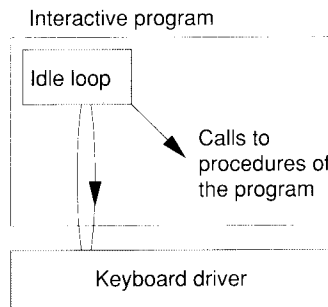 Interactive program
Idle loop
Calls to
procedures of
the program
Keyboard driver